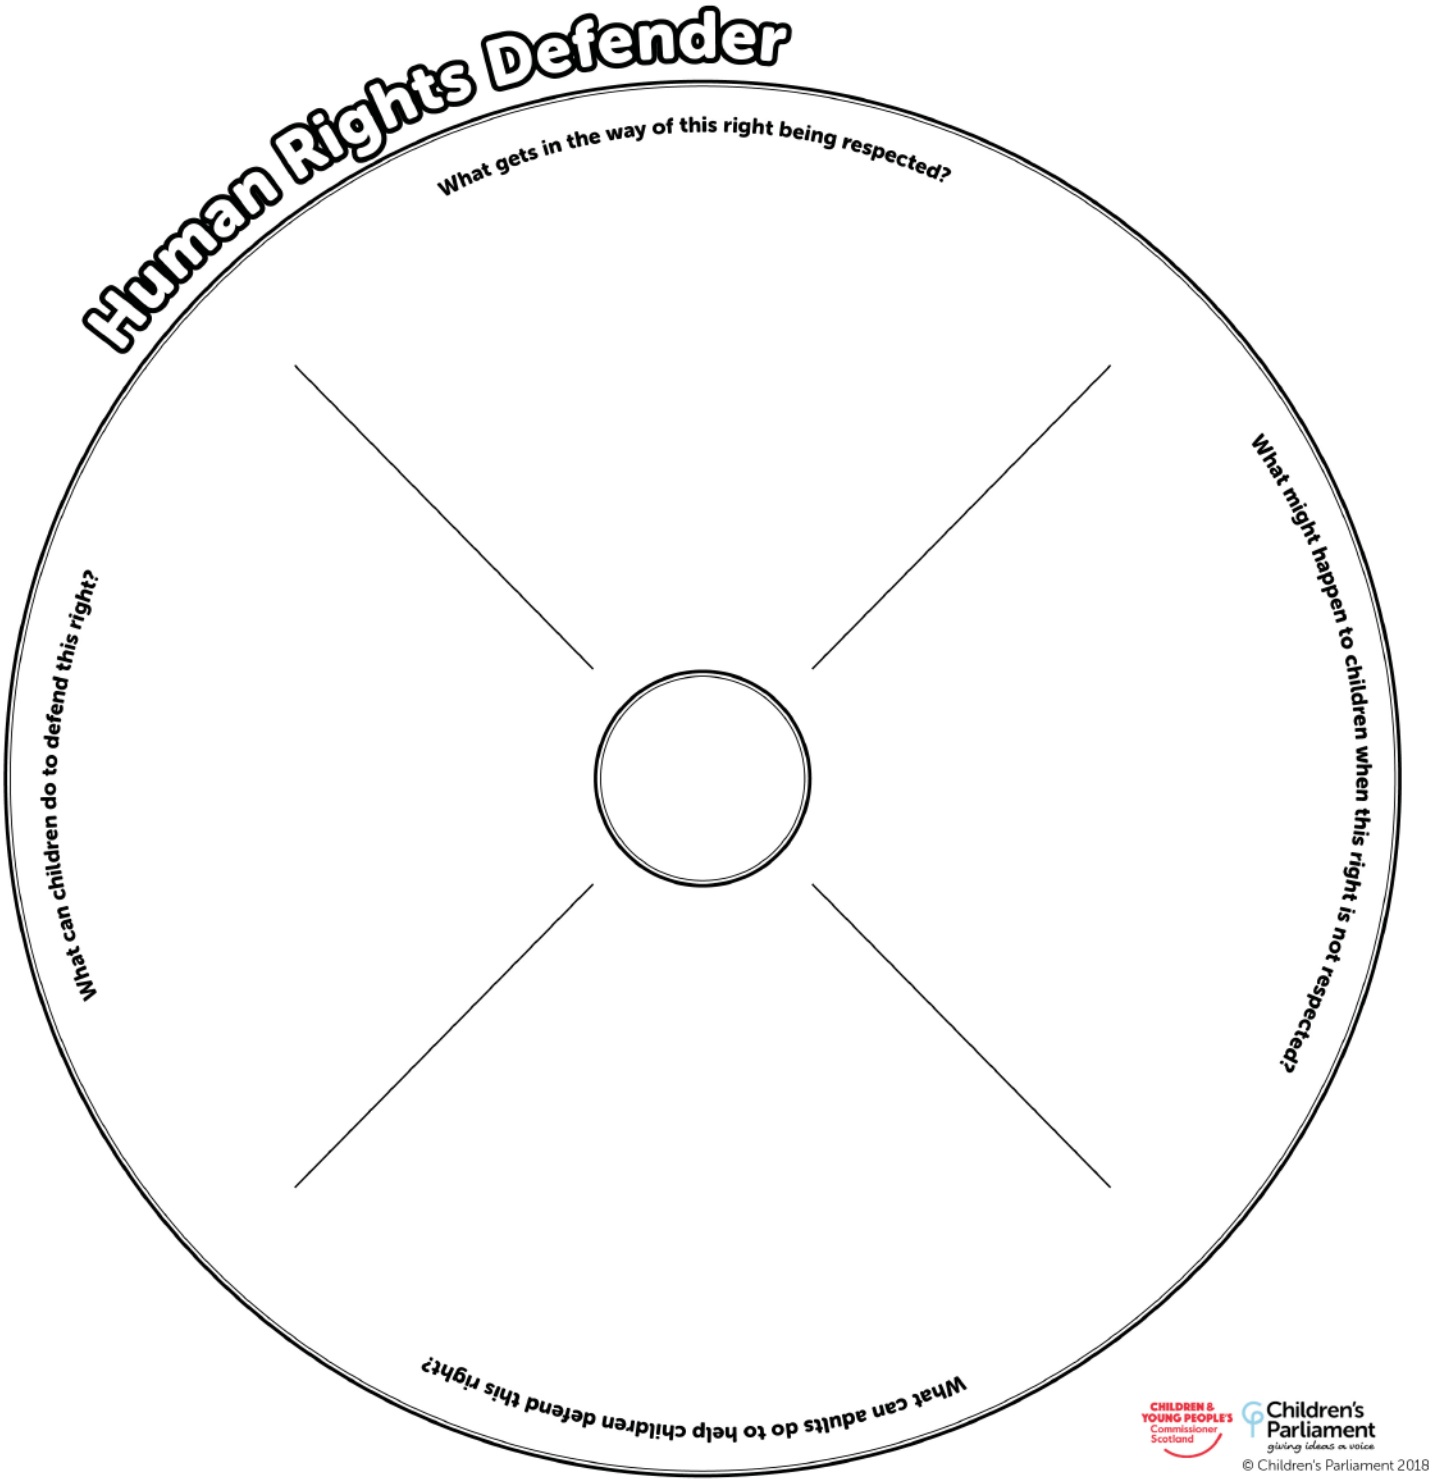 Human Rights Defender
What gets in the way of this right being respected?
What might happen to children when this right is not respected?
What can adults do to help children defend this right?
What can children do to defend this right?
CHILDREN &
YOUNG PEOPLE'S
Commissioner
Scotland
Children's
Parliament
giving ideas a voice
© Children's Parliament 2018